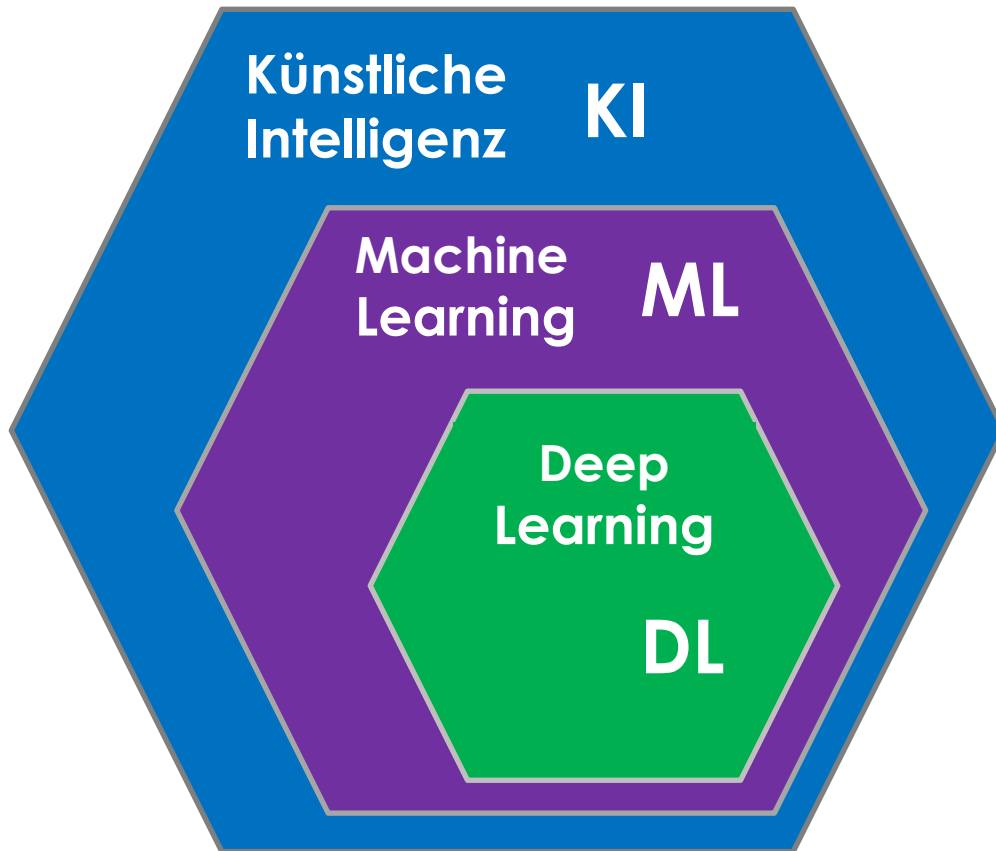 Künstliche
Intelligenz
KI
Machine
Learning
ML
Deep
Learning
DL